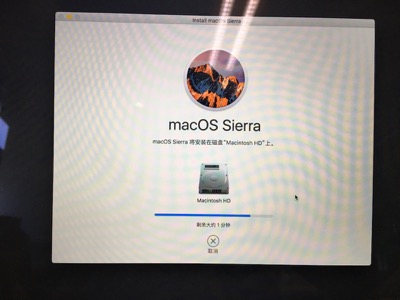 Install macOS Sierra
macOS Sierra
macOS Sierra 将安装在磁盘“Macintosh HD”上。
Macintosh HD
剩余大约 1 分钟
取消